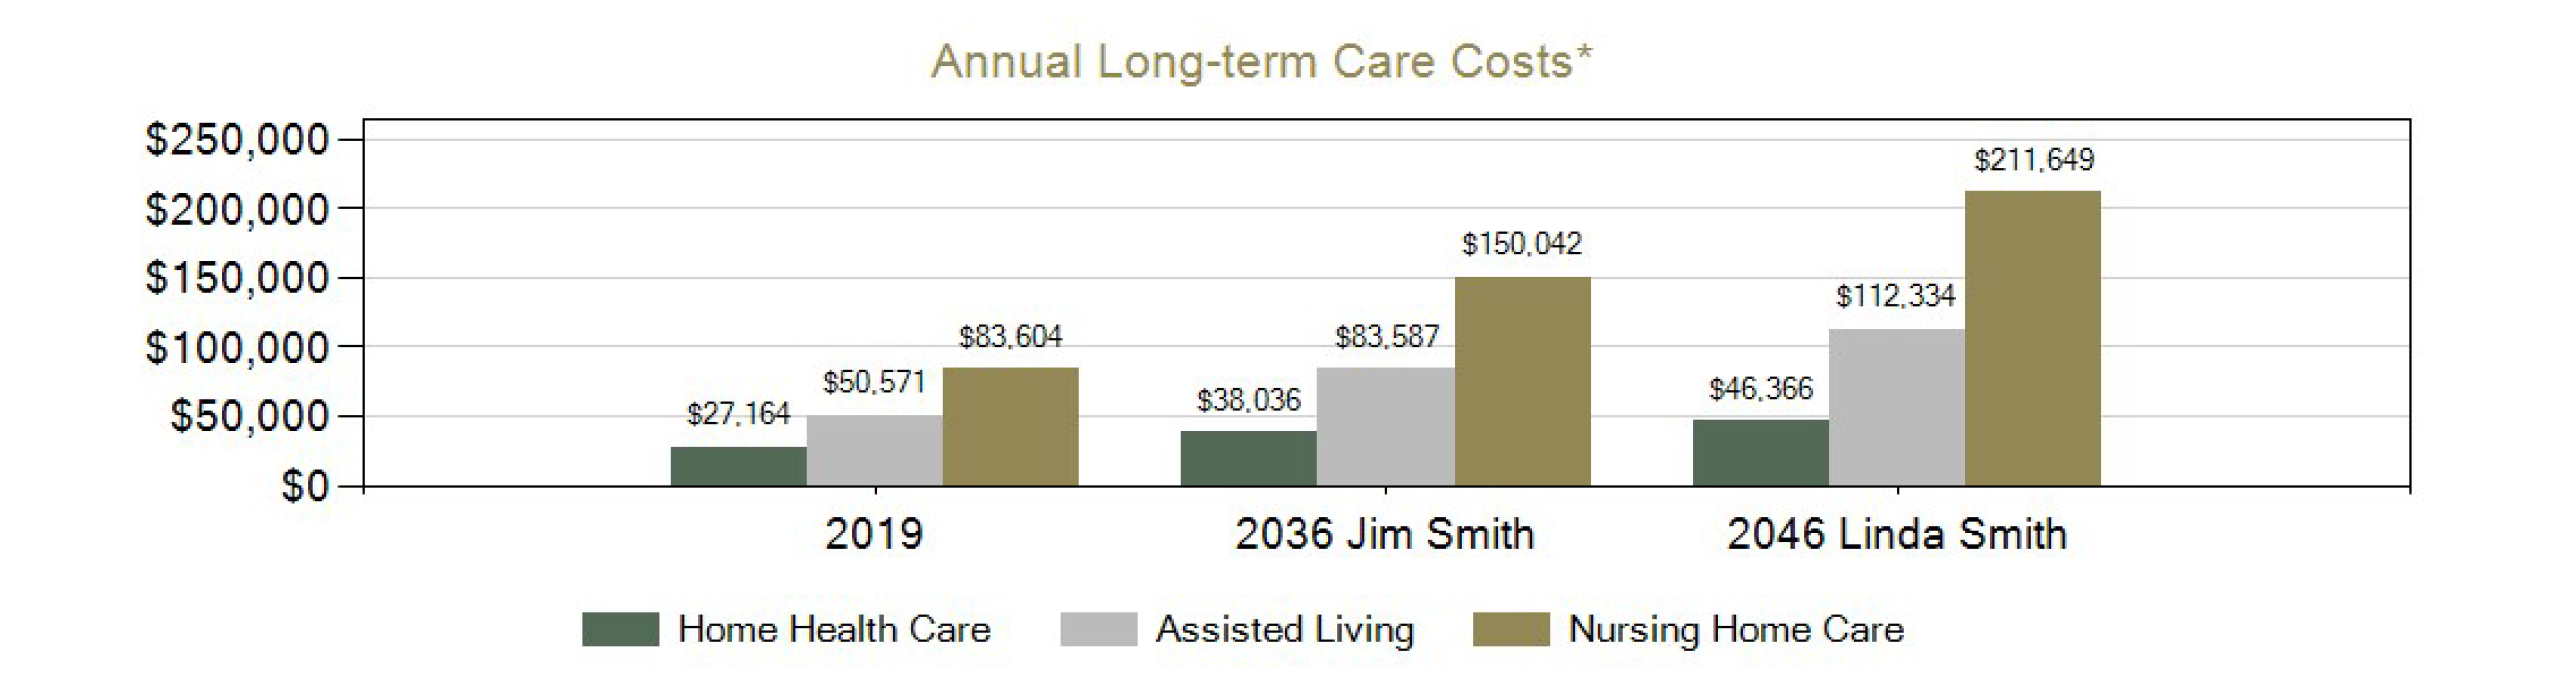 Annual Long-term Care Costs*
$250,000
$200,000
$150,000
$100,000
$50,000
$0
$27,164
$50,571
$83,604
$38,036
$83,587
$150,042
$46,366
$112,334
$211,649
2019
2036 Jim Smith
2046 Linda Smith
Home Health Care
Assisted Living
Nursing Home Care